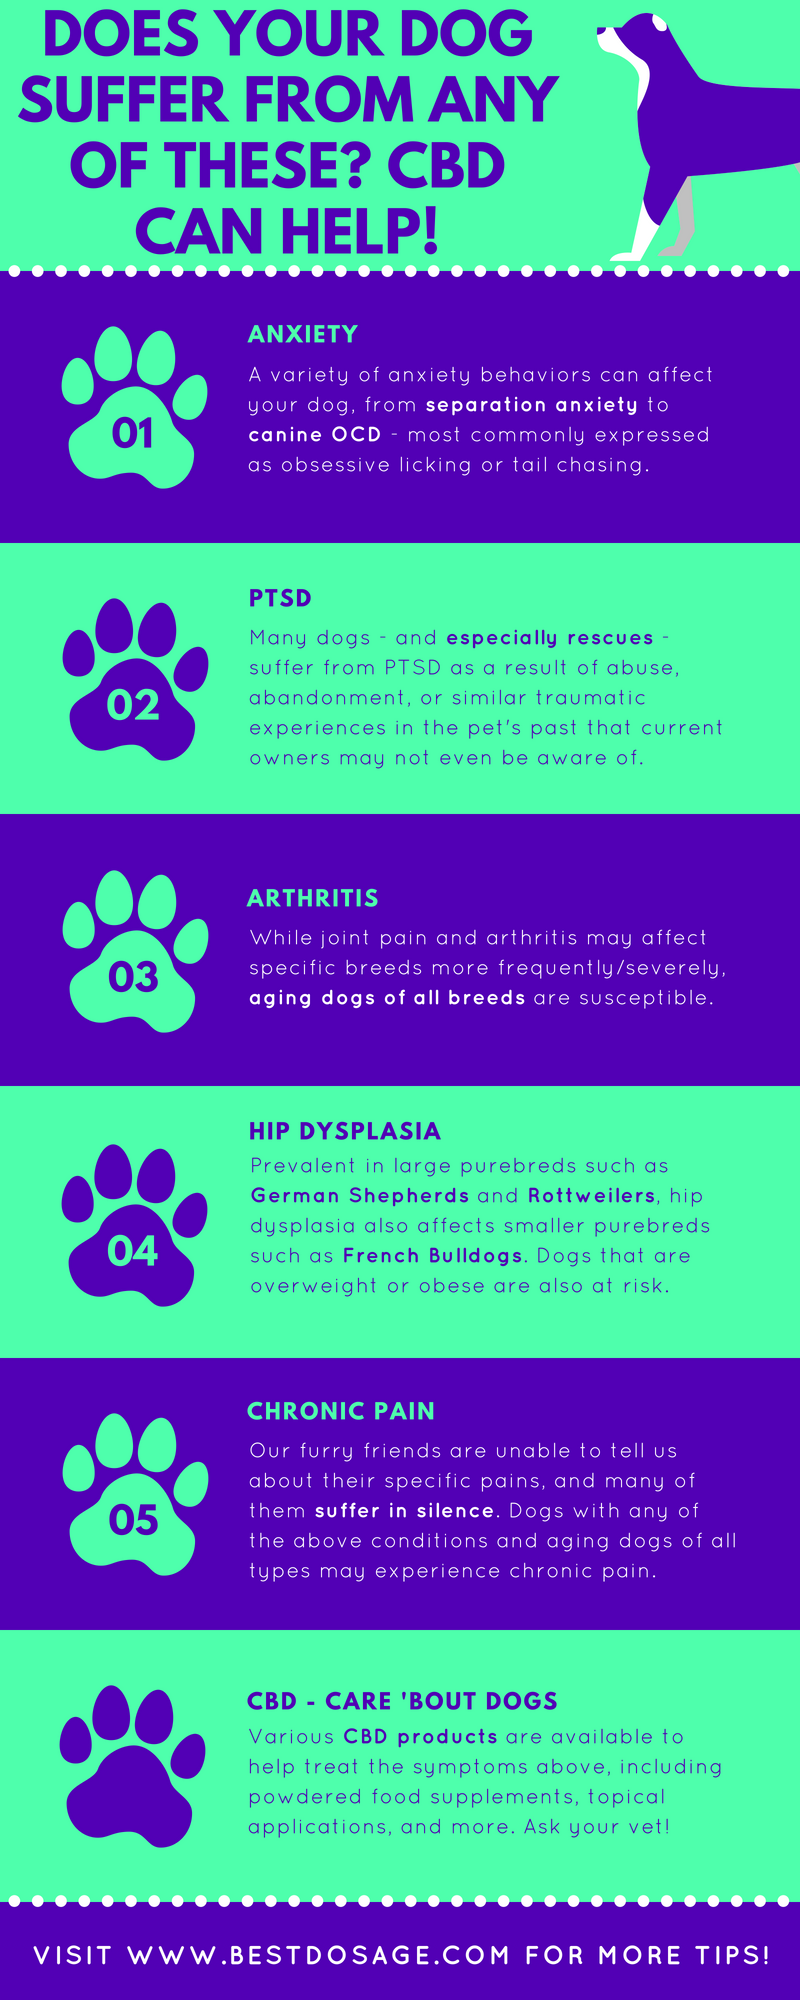 DOES YOUR DOG
SUFFER FROM ANY
OF THESE? CBD
CAN HELP!
01
ANXIETY
A variety of anxiety behaviors can affect
your dog, from separation anxiety to
canine OCD - most commonly expressed
as obsessive licking or tail chasing.
02
PTSD
Many dogs - and especially rescues -
suffer from PTSD as a result of abuse,
abandonment, or similar traumatic
experiences in the pet's past that current
owners may not even be aware of.
03
ARTHRITIS
While joint pain and arthritis may affect
specific breeds more frequently/severely,
aging dogs of all breeds are susceptible.
04
HIP DYSPLASIA
Prevalent in large purebreds such as
German Shepherds and Rottweilers, hip
dysplasia also affects smaller purebreds
such as French Bulldogs. Dogs that are
overweight or obese are also at risk.
05
CHRONIC PAIN
Our furry friends are unable to tell us
about their specific pains, and many of
them suffer in silence. Dogs with any of
the above conditions and aging dogs of all
types may experience chronic pain.
CBD - CARE 'BOUT DOGS
Various CBD products are available to
help treat the symptoms above, including
powdered food supplements, topical
applications, and more. Ask your vet!
VISIT WWW.BESTDOSAGE.COM FOR MORE TIPS!